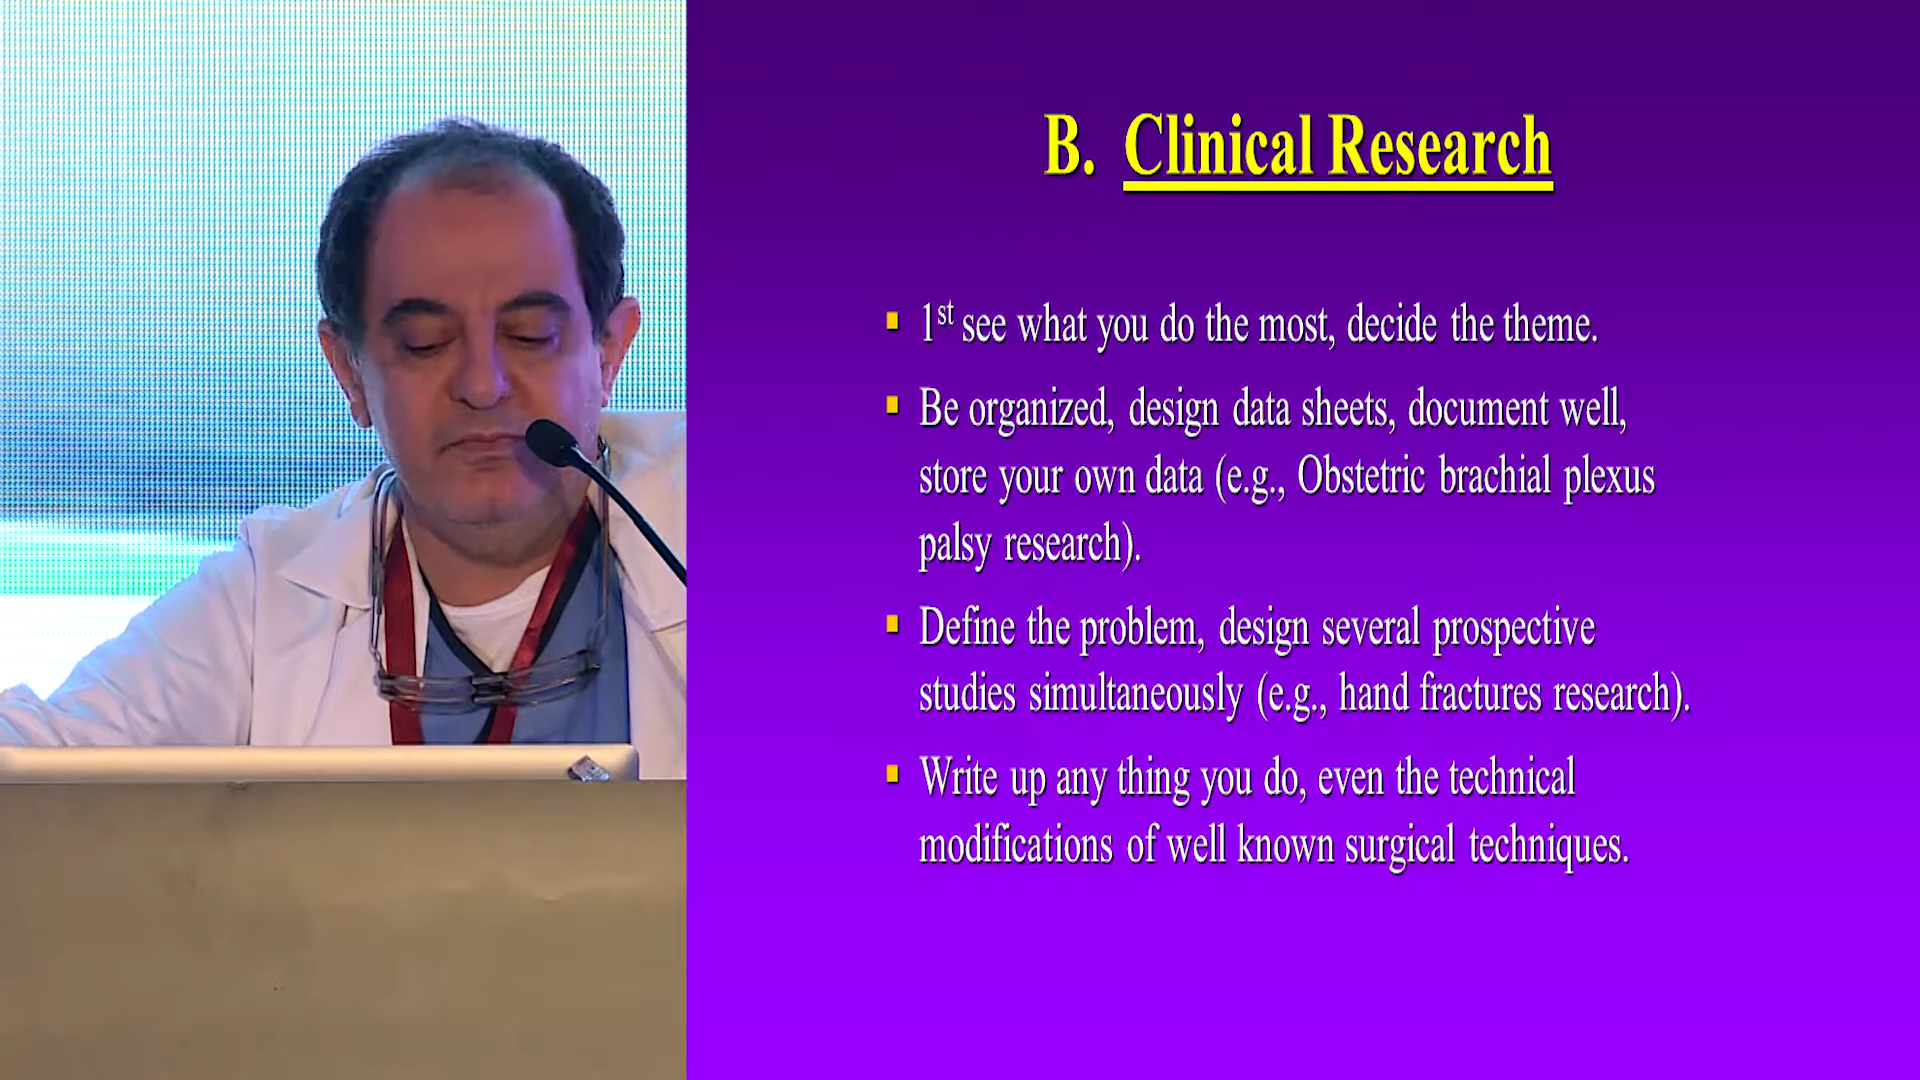 B. Clinical Research
1st see what you do the most, decide the theme.
Be organized, design data sheets, document well,
store your own data (e.g., Obstetric brachial plexus
palsy research).
Define the problem, design several prospective
studies simultaneously (e.g., hand fractures research).
Write up any thing you do, even the technical
modifications of well known surgical techniques.